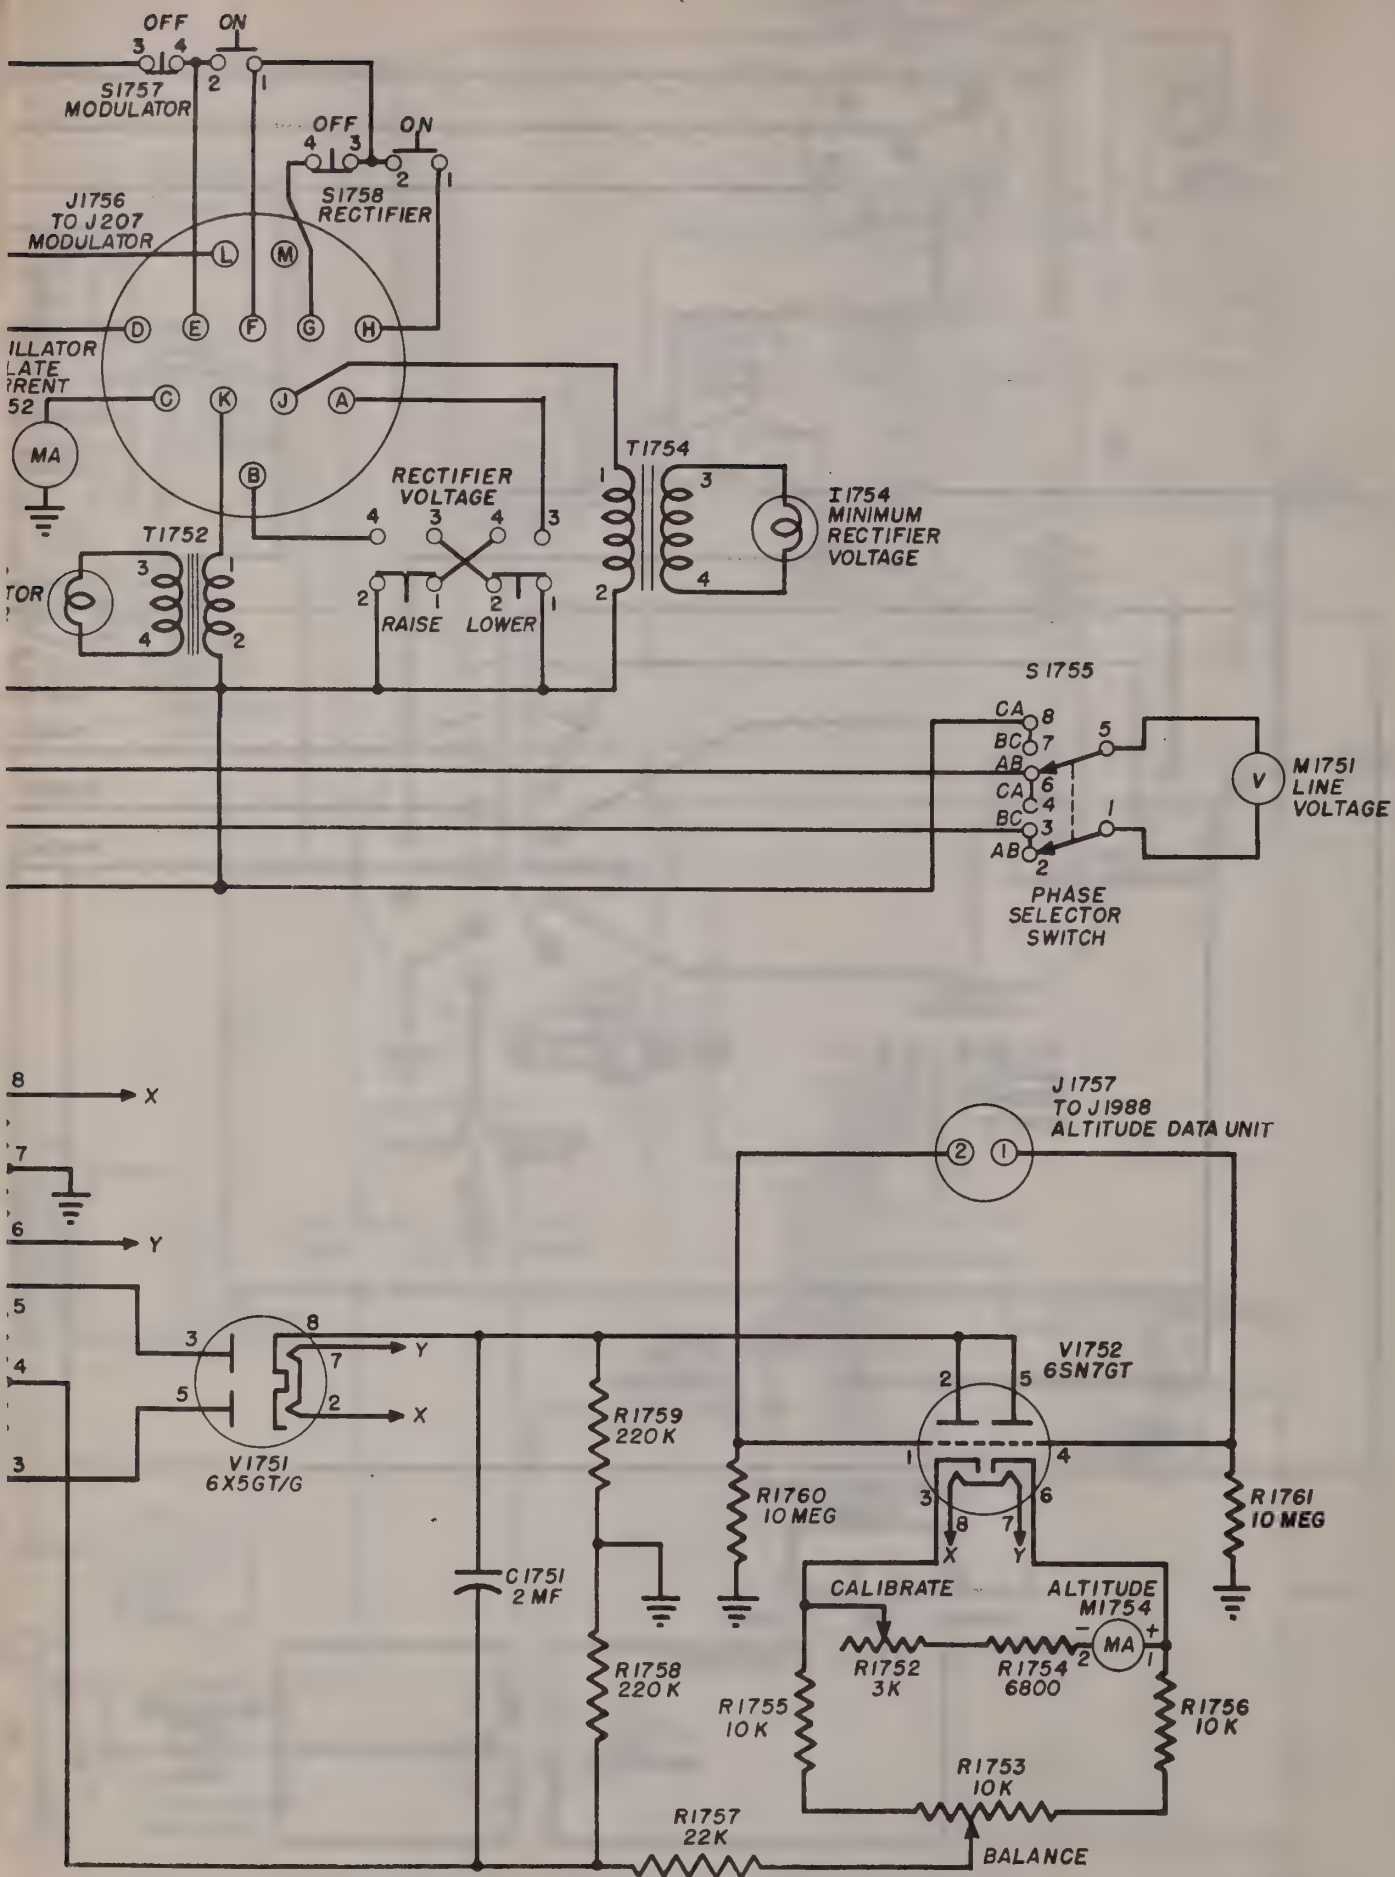 OFF ON
3 4
2 1
S1757
MODULATOR
OFF ON
4 3
2 1
S1758
RECTIFIER
J1756
TO J207
MODULATOR
L M
D E F G H
ILLATOR
LATE
RRENT
52
C K J A
MA
B
RECTIFIER
VOLTAGE
4 3 4 3
2 1 2 1
RAISE LOWER
T1752
3 1
4 2
TOR
T1754
1 3
2 4
I1754
MINIMUM
RECTIFIER
VOLTAGE
S1755
CA 8
BC 7
AB 6
CA 4
BC 3
AB 2
5
1
V
M1751
LINE
VOLTAGE
PHASE
SELECTOR
SWITCH
8 X
7
6 Y
5
4
3
3 8
7 Y
5 2 X
V1751
6X5GT/G
J1757
TO J1988
ALTITUDE DATA UNIT
2 1
V1752
6SN7GT
2 5
1 4
3 6
8 7
X Y
R1759
220K
R1760
10 MEG
R1761
10 MEG
C1751
2 MF
R1758
220K
CALIBRATE
ALTITUDE
M1754
- MA +
2 1
R1752
3K
R1754
6800
R1755
10K
R1756
10K
R1753
10K
R1757
22K
BALANCE